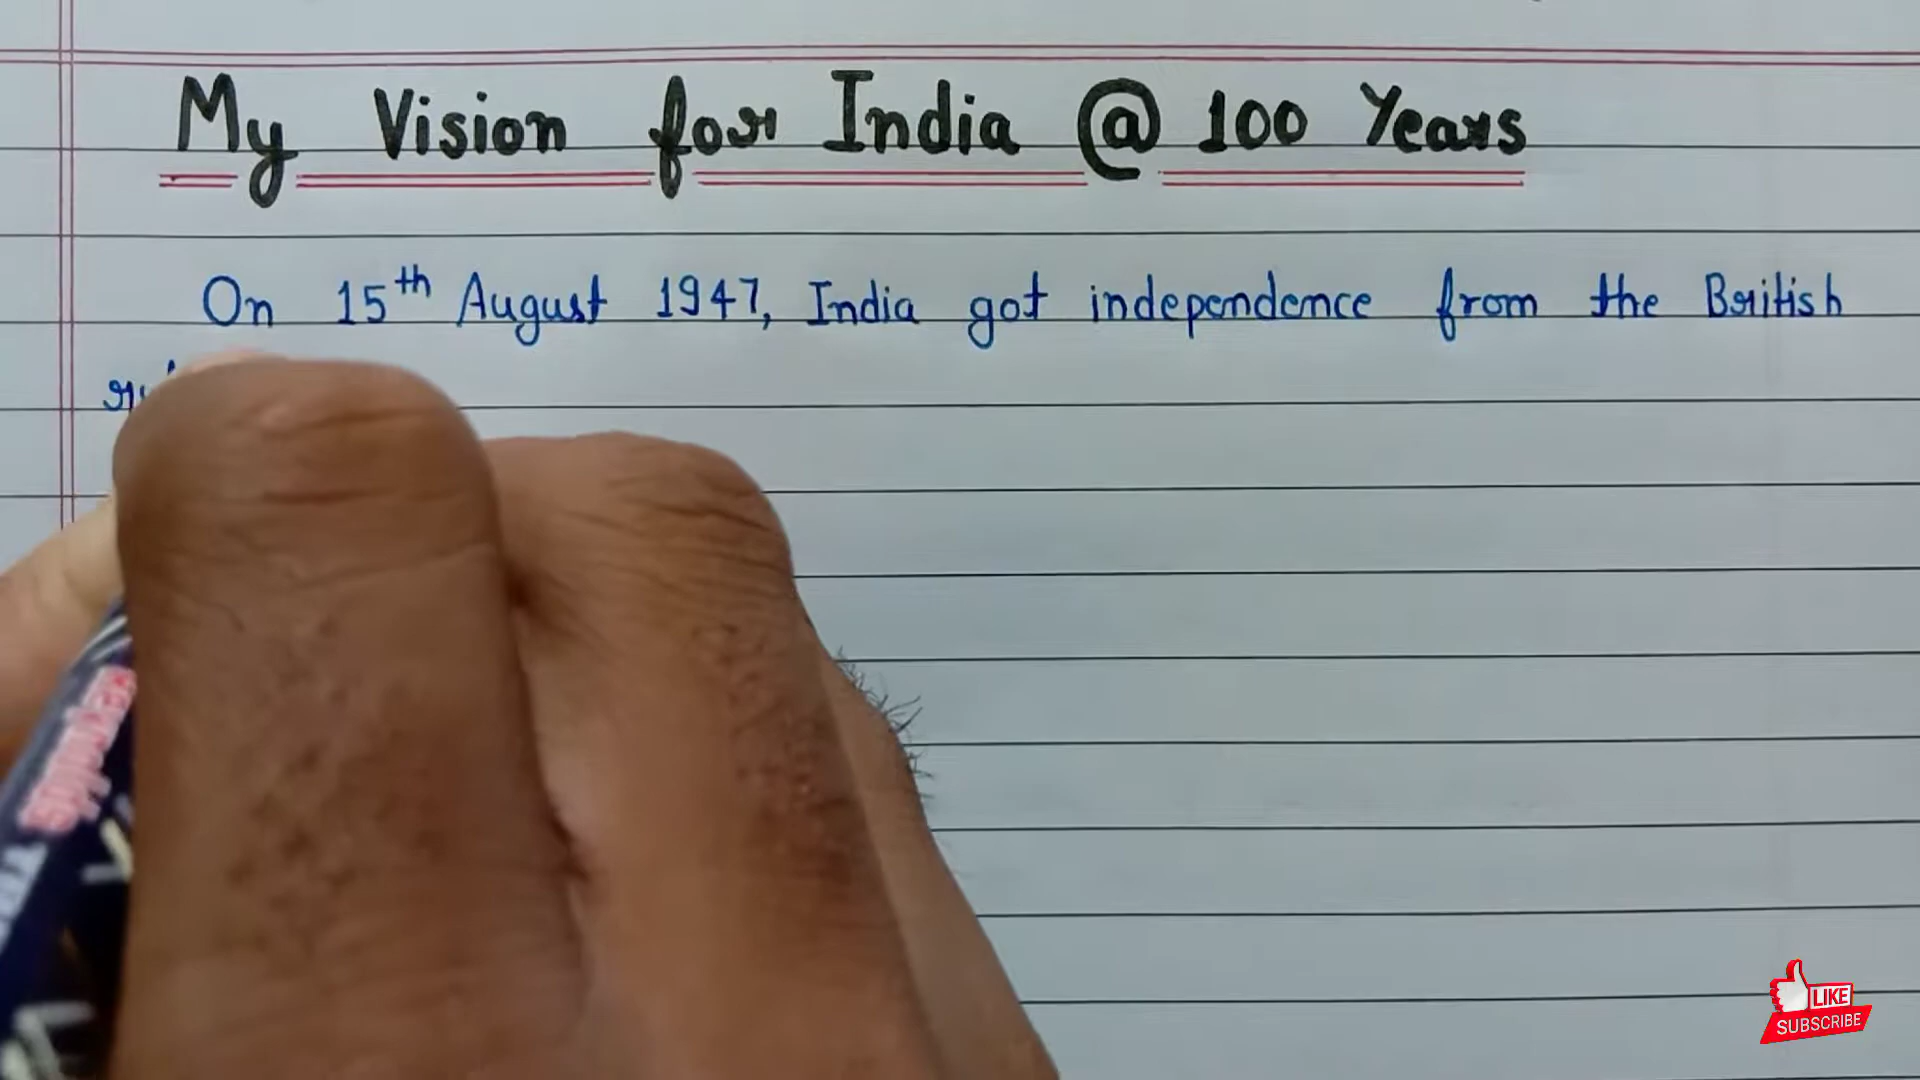 My Vision for India @ 100 Years
On 15th August 1947, India got independence from the British
LIKE
SUBSCRIBE